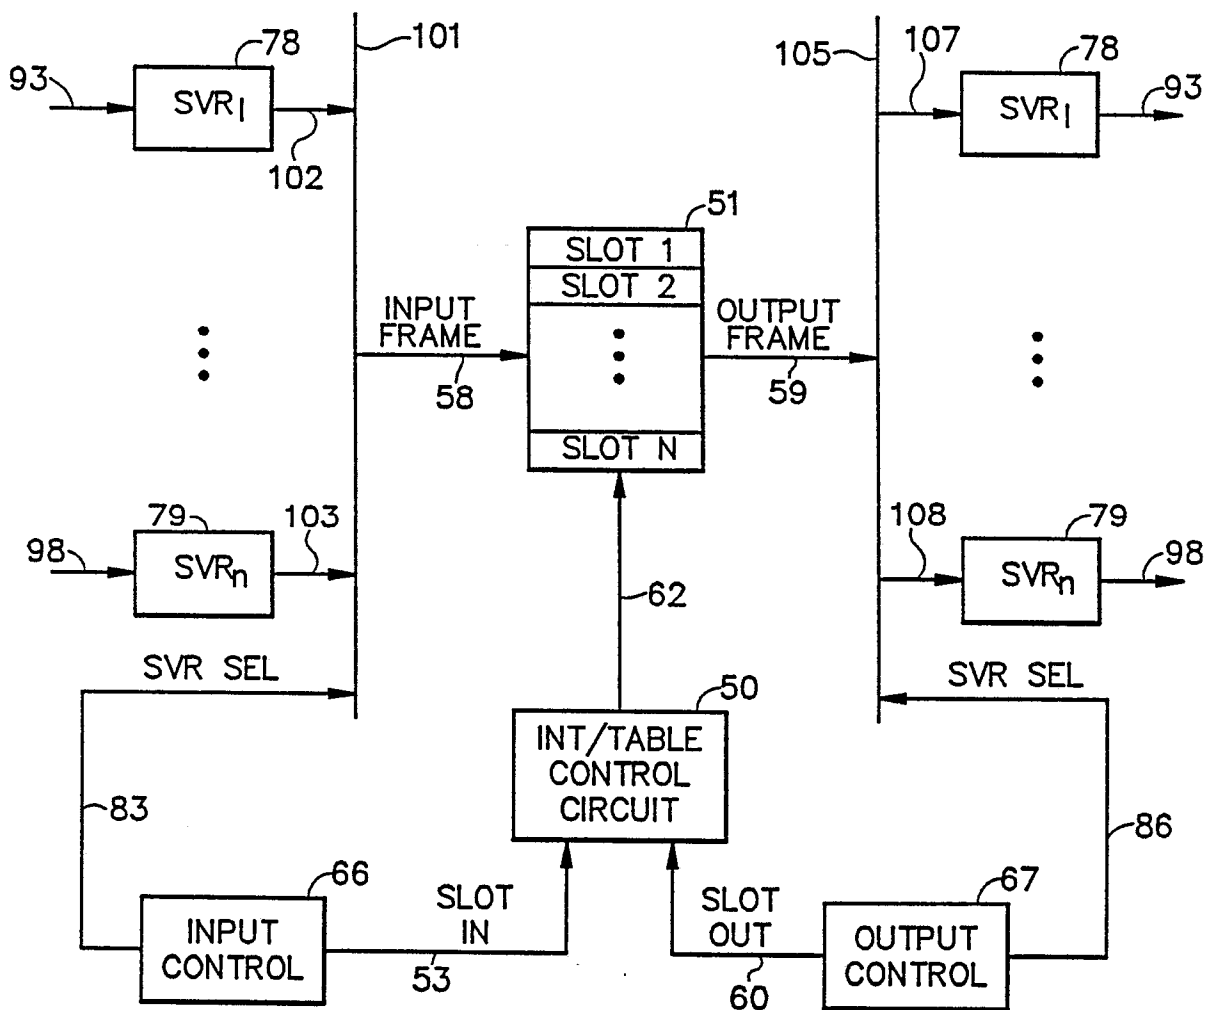 78
101
105
107
78
93
SVR1
102
SVR1
93
51
SLOT 1
SLOT 2
INPUT
FRAME
58
OUTPUT
FRAME
59
SLOT N
79
103
98
SVRn
108
79
SVRn
98
62
SVR SEL
SVR SEL
50
INT/TABLE
CONTROL
CIRCUIT
83
86
66
INPUT
CONTROL
SLOT
IN
53
SLOT
OUT
60
67
OUTPUT
CONTROL